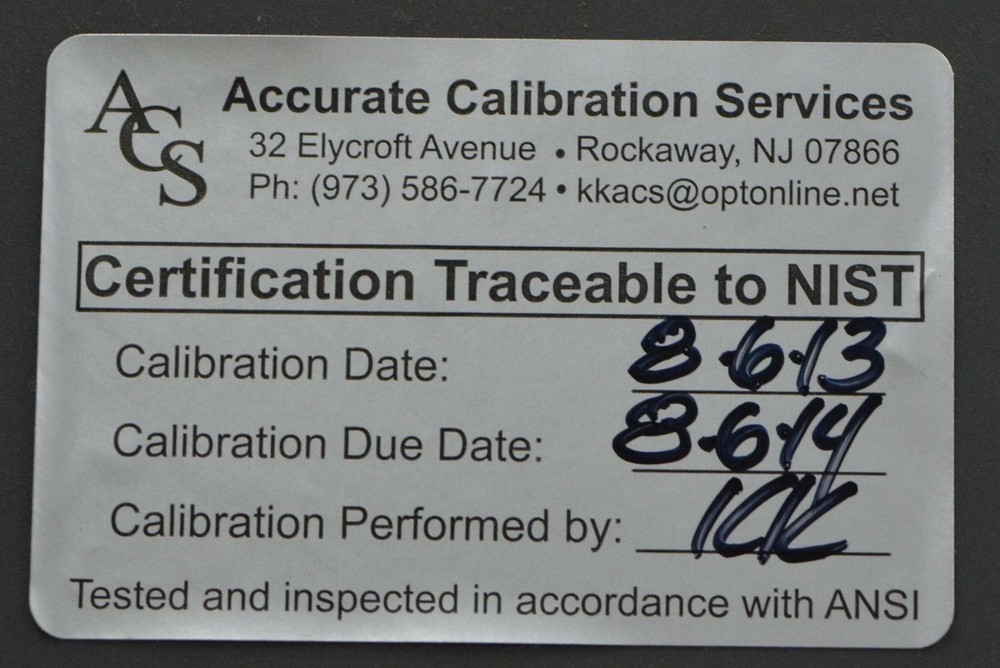 ACS
Accurate Calibration Services
32 Elycroft Avenue • Rockaway, NJ 07866
Ph: (973) 586-7724 • kkacs@optonline.net
Certification Traceable to NIST
Calibration Date: 8-6-13
Calibration Due Date: 8-6-14
Calibration Performed by: KK
Tested and inspected in accordance with ANSI